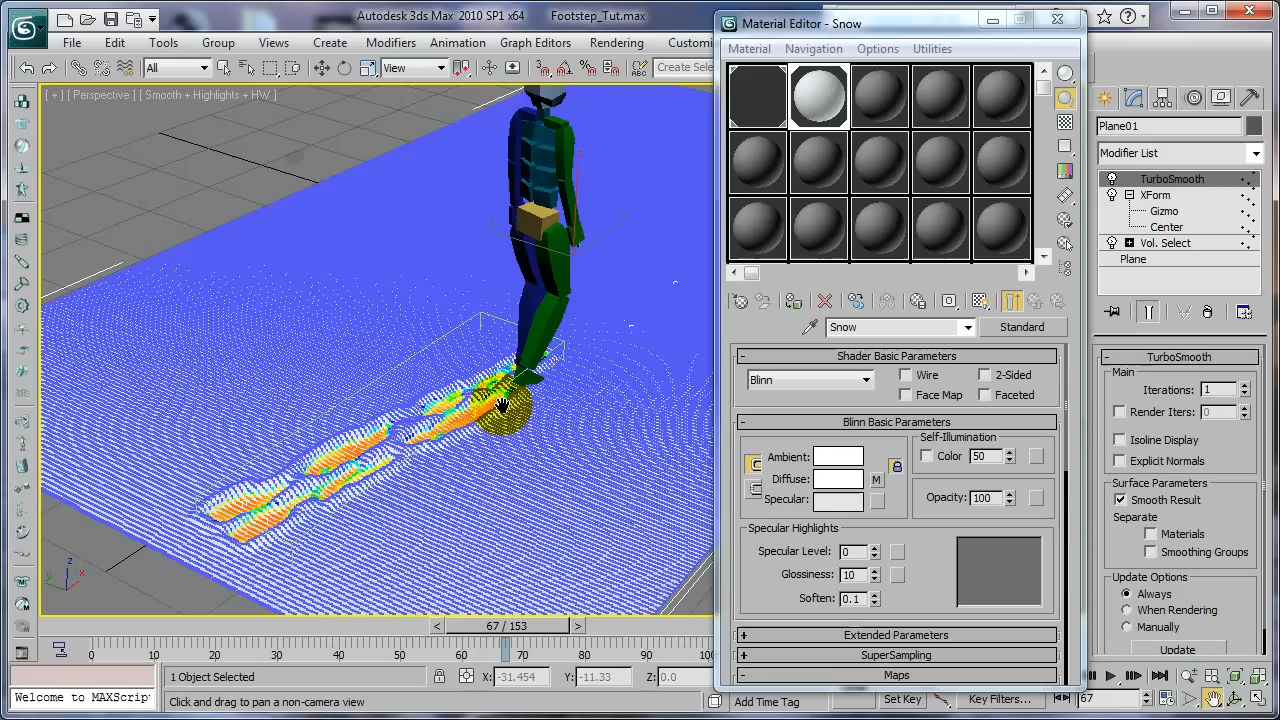 Autodesk 3ds Max 2010 SP1 x64 Footstep_Tut.max
File Edit Tools Group Views Create Modifiers Animation Graph Editors Rendering Customi
All View Create Sele
[ + ] [ Perspective ] [ Smooth + Highlights + HW ]
Material Editor - Snow
Material Navigation Options Utilities
Snow Standard
Shader Basic Parameters
Blinn Wire 2-Sided
Face Map Faceted
Blinn Basic Parameters
Self-Illumination
Ambient: Color 50
Diffuse: M
Specular: Opacity: 100
Specular Highlights
Specular Level: 0
Glossiness: 10
Soften: 0.1
Extended Parameters
SuperSampling
Maps
Plane01
Modifier List
TurboSmooth
XForm
Gizmo
Center
Vol. Select
Plane
TurboSmooth
Main
Iterations: 1
Render Iters: 0
Isoline Display
Explicit Normals
Surface Parameters
Smooth Result
Separate
Materials
Smoothing Groups
Update Options
Always
When Rendering
Manually
Update
z
y x
< 67 / 153 >
0 10 20 30 40 50 60 70 80 90 100
1 Object Selected X: -31.454 Y: -11.33 Z: 0.0
Welcome to MAXScrip
Click and drag to pan a non-camera view Add Time Tag Set Key Key Filters... 67